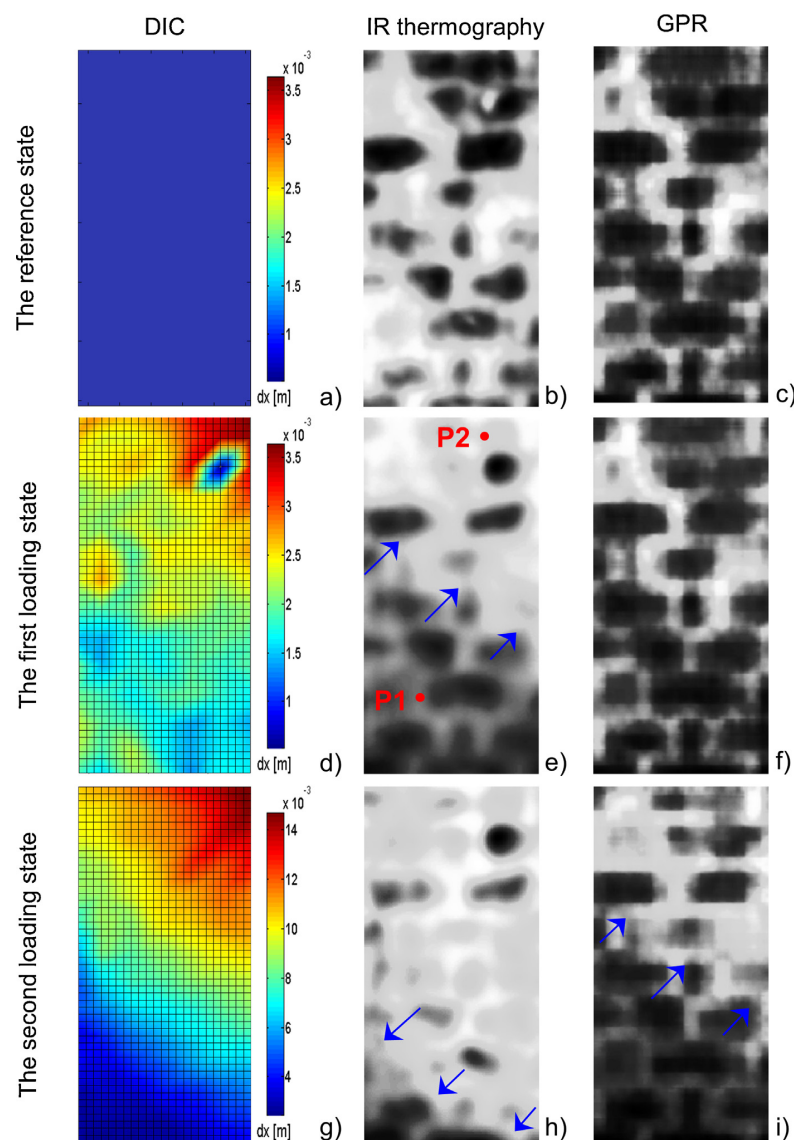 DIC IR thermography GPR
The reference state
x 10⁻³
3.5
3
2.5
2
1.5
1
dx [m]
a)
b)
c)
The first loading state
x 10⁻³
3.5
3
2.5
2
1.5
1
dx [m]
d)
P2
P1
e)
f)
The second loading state
x 10⁻³
14
12
10
8
6
4
dx [m]
g)
h)
i)